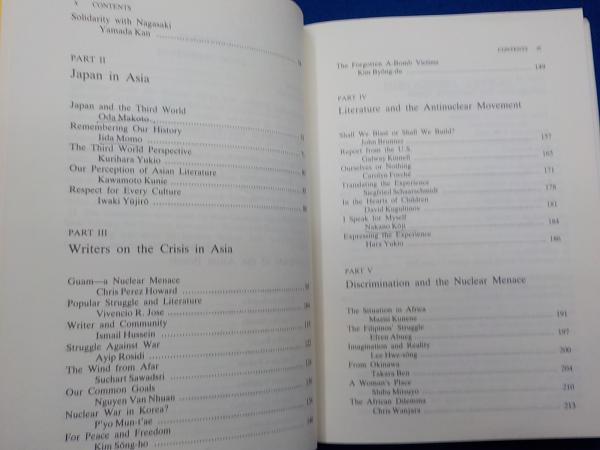 x CONTENTS
Solidarity with Nagasaki
Yamada Kan
PART II
Japan in Asia
Japan and the Third World
Oda Makoto
Remembering Our History
Iida Momo
The Third World Perspective
Kurihara Yukio
Our Perception of Asian Literature
Kawamoto Kunie
Respect for Every Culture
Iwaki Yūjirō
PART III
Writers on the Crisis in Asia
Guam—a Nuclear Menace
Chris Perez Howard
Popular Struggle and Literature
Vivencio R. Jose
Writer and Community
Ismail Hussein
Struggle Against War
Ayip Rosidi
The Wind from Afar
Suchart Sawadsri
Our Common Goals
Nguyen Van Nhuan
Nuclear War in Korea?
P'yo Mun-t'ae
For Peace and Freedom
Kim Sŏng-ho
CONTENTS xi
The Forgotten A-Bomb Victims
Kim Byŏng-du 149
PART IV
Literature and the Antinuclear Movement
Shall We Blast or Shall We Build?
John Brunner 157
Report from the U.S.
Galway Kinnell 165
Ourselves or Nothing
Carolyn Forché 171
Translating the Experience
Siegfried Schaarschmidt 178
In the Hearts of Children
David Kugultinov 181
I Speak for Myself
Nakano Kōji 184
Expressing the Experience
Hara Yukio 186
PART V
Discrimination and the Nuclear Menace
The Situation in Africa
Mazisi Kunene 191
The Filipinos' Struggle
Efren Abueg 197
Imagination and Reality
Lee Hwe-sŏng 200
From Okinawa
Takara Ben 204
A Woman's Place
Shiba Mitsuyo 210
The African Dilemma
Chris Wanjara 213